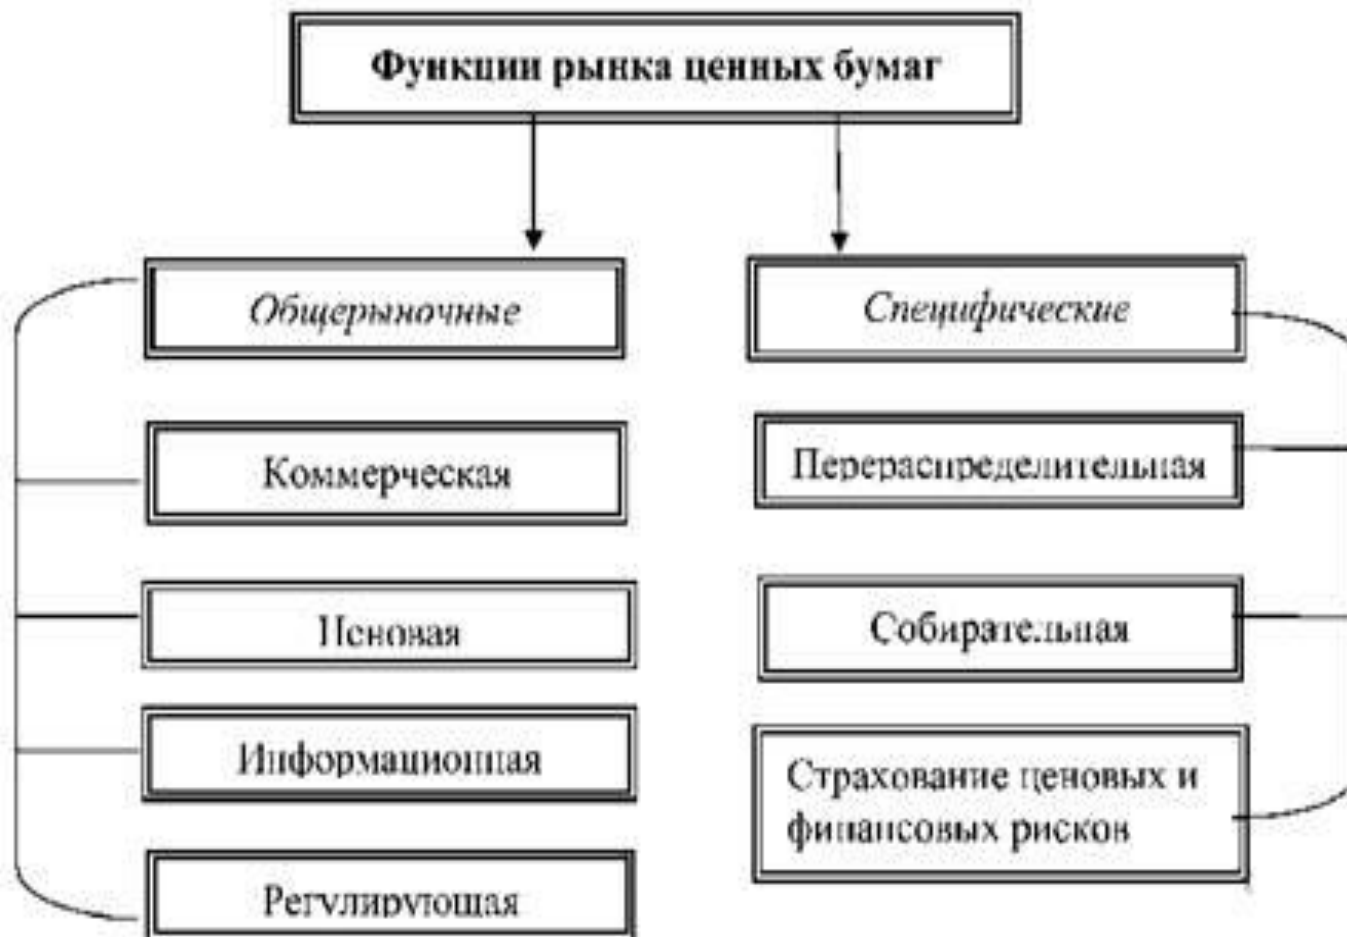 Функции рынка ценных бумаг
Общерыночные
Специфические
Коммерческая
Перераспределительная
Ценовая
Собирательная
Информационная
Страхование ценовых и
финансовых рисков
Регулирующая